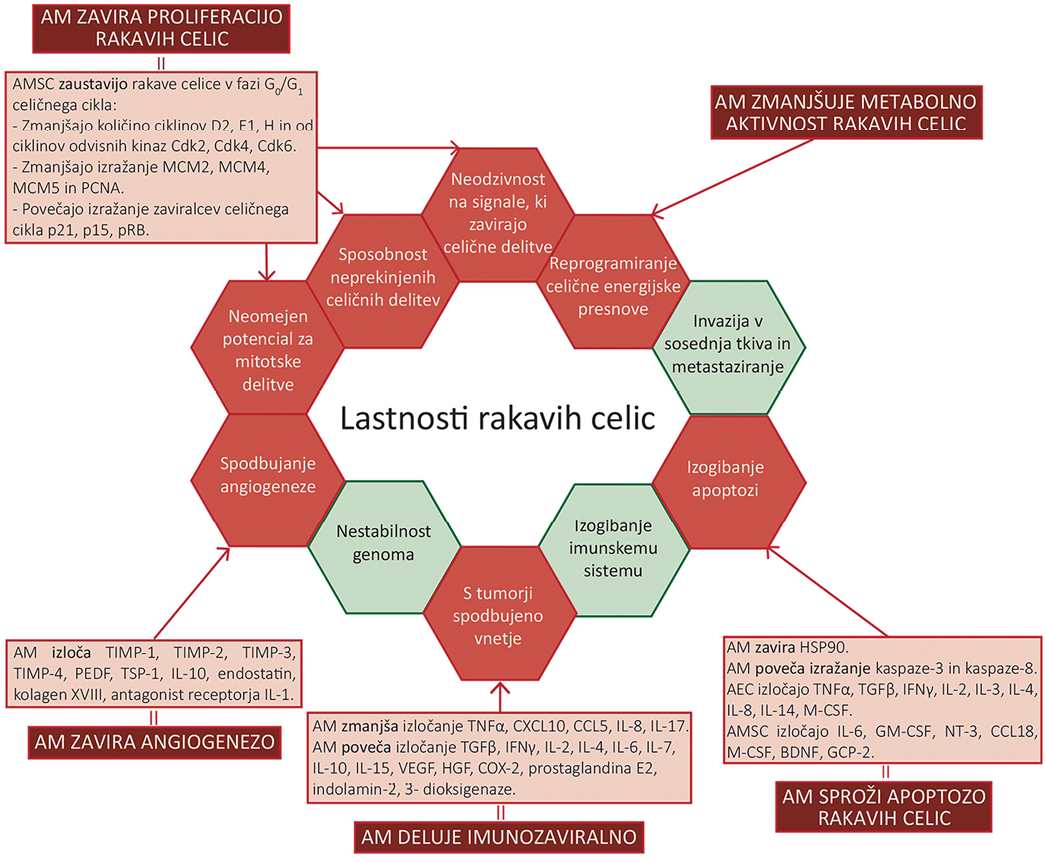 AM ZAVIRA PROLIFERACIJO
RAKAVIH CELIC
AMSC zaustavijo rakave celice v fazi G0/G1
celičnega cikla:
- Zmanjšajo količino ciklinov D2, E1, H in od
ciklinov odvisnih kinaz Cdk2, Cdk4, Cdk6.
- Zmanjšajo izražanje MCM2, MCM4,
MCM5 in PCNA.
- Povečajo izražanje zaviralcev celičnega
cikla p21, p15, pRB.
AM ZMANJŠUJE METABOLNO
AKTIVNOST RAKAVIH CELIC
Neodzivnost
na signale, ki
zavirajo
celične delitve
Sposobnost
neprekinjenih
celičnih delitev
Reprogramiranje
celične energijske
presnove
Neomejen
potencial za
mitotske
delitve
Invazija v
sosednja tkiva in
metastaziranje
Lastnosti rakavih celic
Spodbujanje
angiogeneze
Izogibanje
apoptozi
Nestabilnost
genoma
Izogibanje
imunskemu
sistemu
S tumorji
spodbujeno
vnetje
AM izloča TIMP-1, TIMP-2, TIMP-3,
TIMP-4, PEDF, TSP-1, IL-10, endostatin,
kolagen XVIII, antagonist receptorja IL-1.
AM ZAVIRA ANGIOGENEZO
AM zmanjša izločanje TNFα, CXCL10, CCL5, IL-8, IL-17.
AM poveča izločanje TGFβ, IFNγ, IL-2, IL-4, IL-6, IL-7,
IL-10, IL-15, VEGF, HGF, COX-2, prostaglandina E2,
indolamin-2, 3- dioksigenaze.
AM DELUJE IMUNOZAVIRALNO
AM zavira HSP90.
AM poveča izražanje kaspaze-3 in kaspaze-8.
AEC izločajo TNFα, TGFβ, IFNγ, IL-2, IL-3, IL-4,
IL-8, IL-14, M-CSF.
AMSC izločajo IL-6, GM-CSF, NT-3, CCL18,
M-CSF, BDNF, GCP-2.
AM SPROŽI APOPTOZO
RAKAVIH CELIC